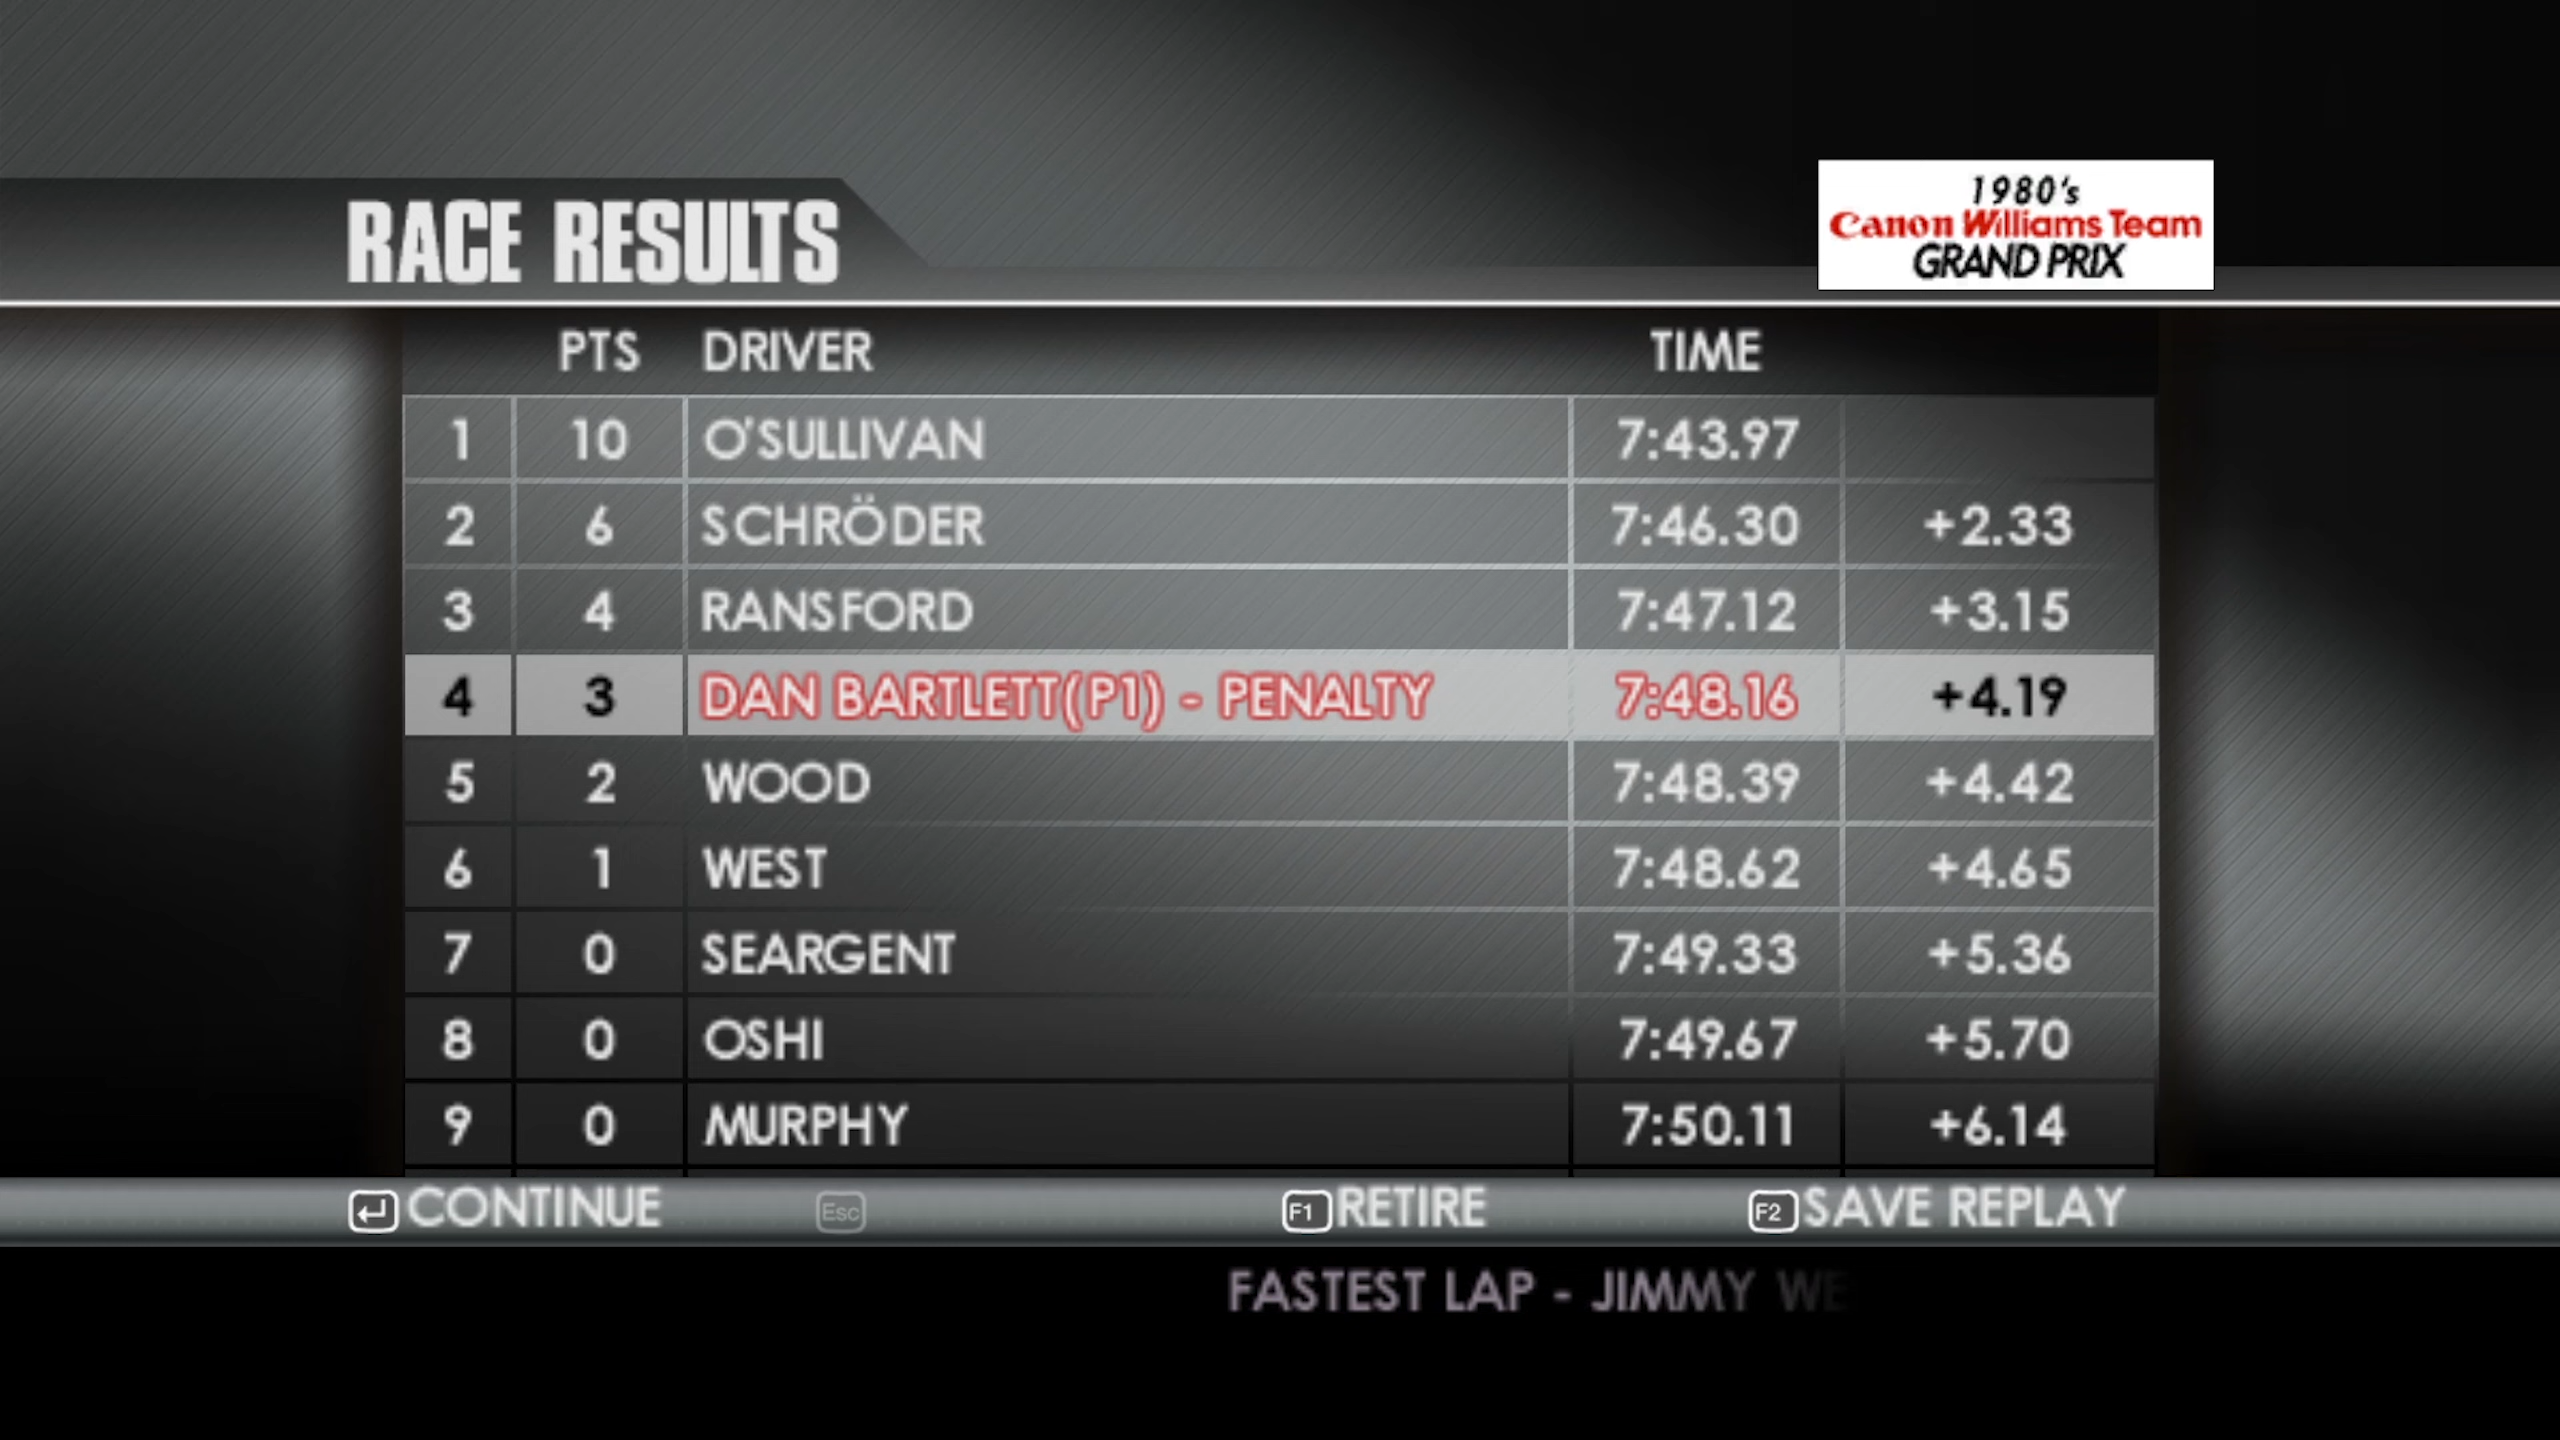 RACE RESULTS
1980's
Canon Williams Team
GRAND PRIX
PTS DRIVER TIME
1 10 O'SULLIVAN 7:43.97
2 6 SCHRÖDER 7:46.30 +2.33
3 4 RANSFORD 7:47.12 +3.15
4 3 DAN BARTLETT(P1) - PENALTY 7:48.16 +4.19
5 2 WOOD 7:48.39 +4.42
6 1 WEST 7:48.62 +4.65
7 0 SEARGENT 7:49.33 +5.36
8 0 OSHI 7:49.67 +5.70
9 0 MURPHY 7:50.11 +6.14
CONTINUE Esc F1 RETIRE F2 SAVE REPLAY
FASTEST LAP - JIMMY WE